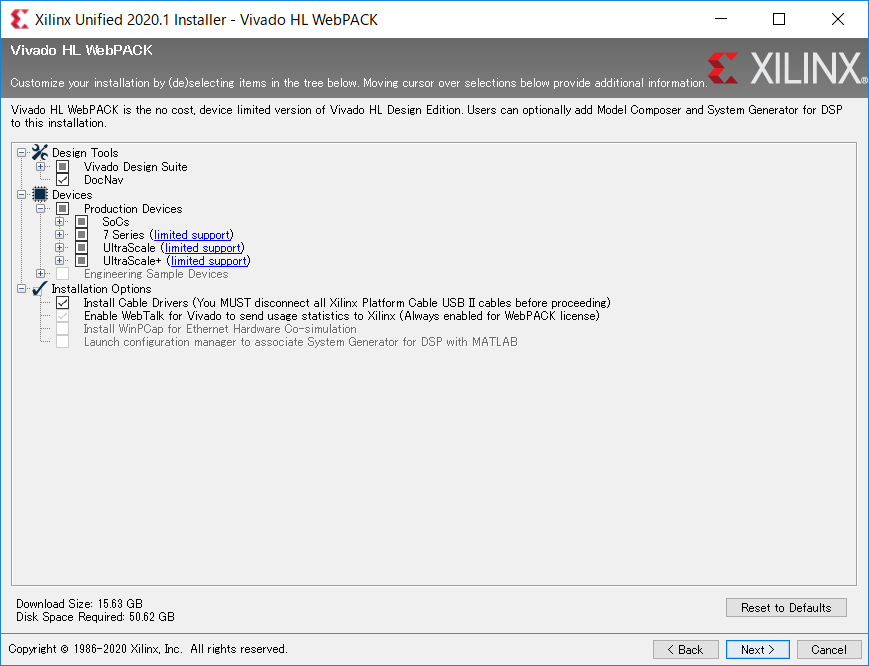 Xilinx Unified 2020.1 Installer - Vivado HL WebPACK
Vivado HL WebPACK
Customize your installation by (de)selecting items in the tree below. Moving cursor over selections below provide additional information.
XILINX®
Vivado HL WebPACK is the no cost, device limited version of Vivado HL Design Edition. Users can optionally add Model Composer and System Generator for DSP
to this installation.
Design Tools
Vivado Design Suite
DocNav
Devices
Production Devices
SoCs
7 Series (limited support)
UltraScale (limited support)
UltraScale+ (limited support)
Engineering Sample Devices
Installation Options
Install Cable Drivers (You MUST disconnect all Xilinx Platform Cable USB II cables before proceeding)
Enable WebTalk for Vivado to send usage statistics to Xilinx (Always enabled for WebPACK license)
Install WinPCap for Ethernet Hardware Co-simulation
Launch configuration manager to associate System Generator for DSP with MATLAB
Download Size: 15.63 GB
Disk Space Required: 50.62 GB
Reset to Defaults
Copyright © 1986-2020 Xilinx, Inc. All rights reserved.
< Back
Next >
Cancel